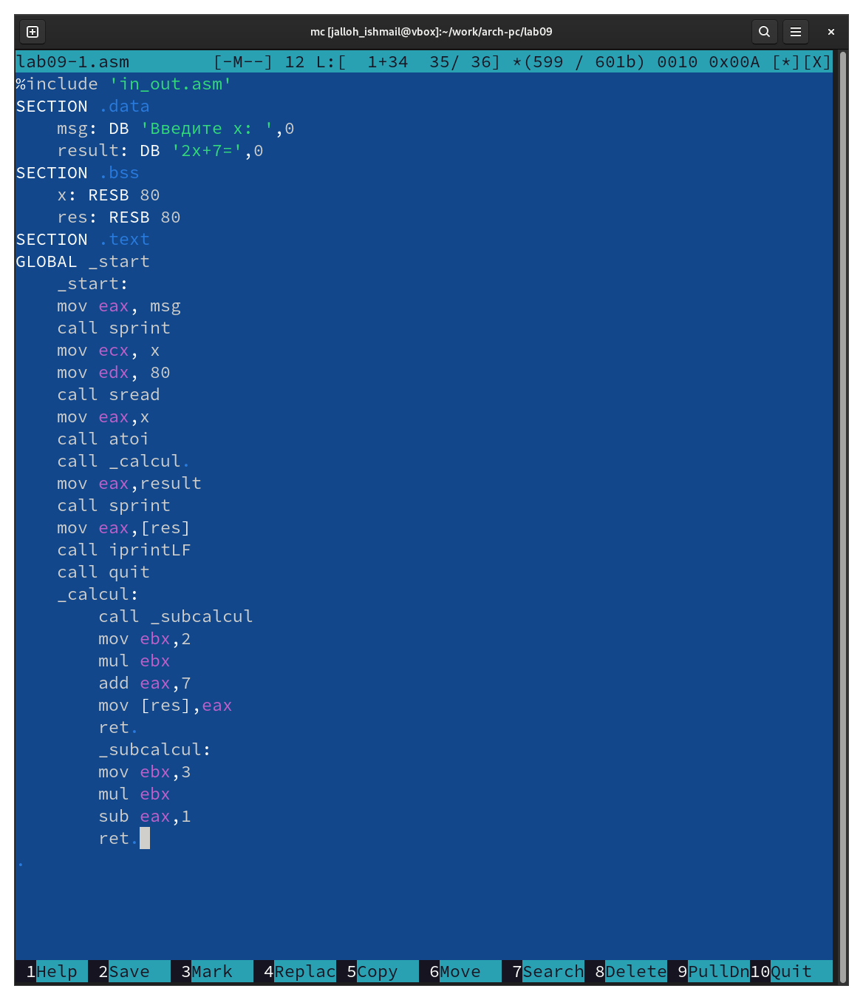 mc [jalloh_ishmail@vbox]:~/work/arch-pc/lab09
lab09-1.asm [-M--] 12 L:[ 1+34 35/ 36] *(599 / 601b) 0010 0x00A [*][X]
%include 'in_out.asm'
SECTION .data
msg: DB 'Введите x: ',0
result: DB '2x+7=',0
SECTION .bss
x: RESB 80
res: RESB 80
SECTION .text
GLOBAL _start
_start:
mov eax, msg
call sprint
mov ecx, x
mov edx, 80
call sread
mov eax,x
call atoi
call _calcul.
mov eax,result
call sprint
mov eax,[res]
call iprintLF
call quit
_calcul:
call _subcalcul
mov ebx,2
mul ebx
add eax,7
mov [res],eax
ret.
_subcalcul:
mov ebx,3
mul ebx
sub eax,1
ret.
.
1Help 2Save 3Mark 4Replac 5Copy 6Move 7Search 8Delete 9PullDn 10Quit